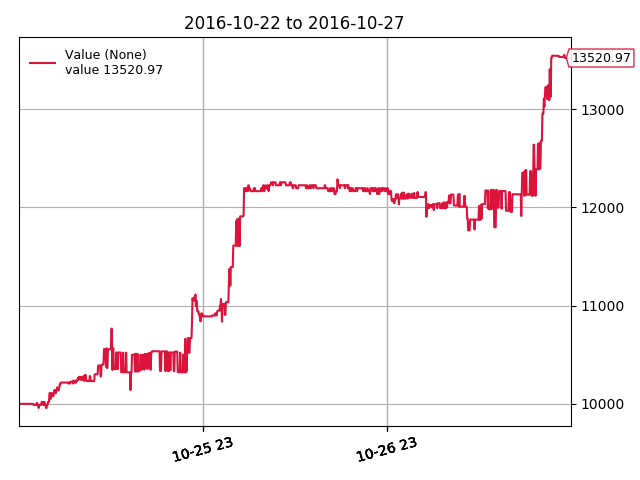 2016-10-22 to 2016-10-27
Value (None)
value 13520.97
13520.97
13000
12000
11000
10000
10-25 23
10-26 23